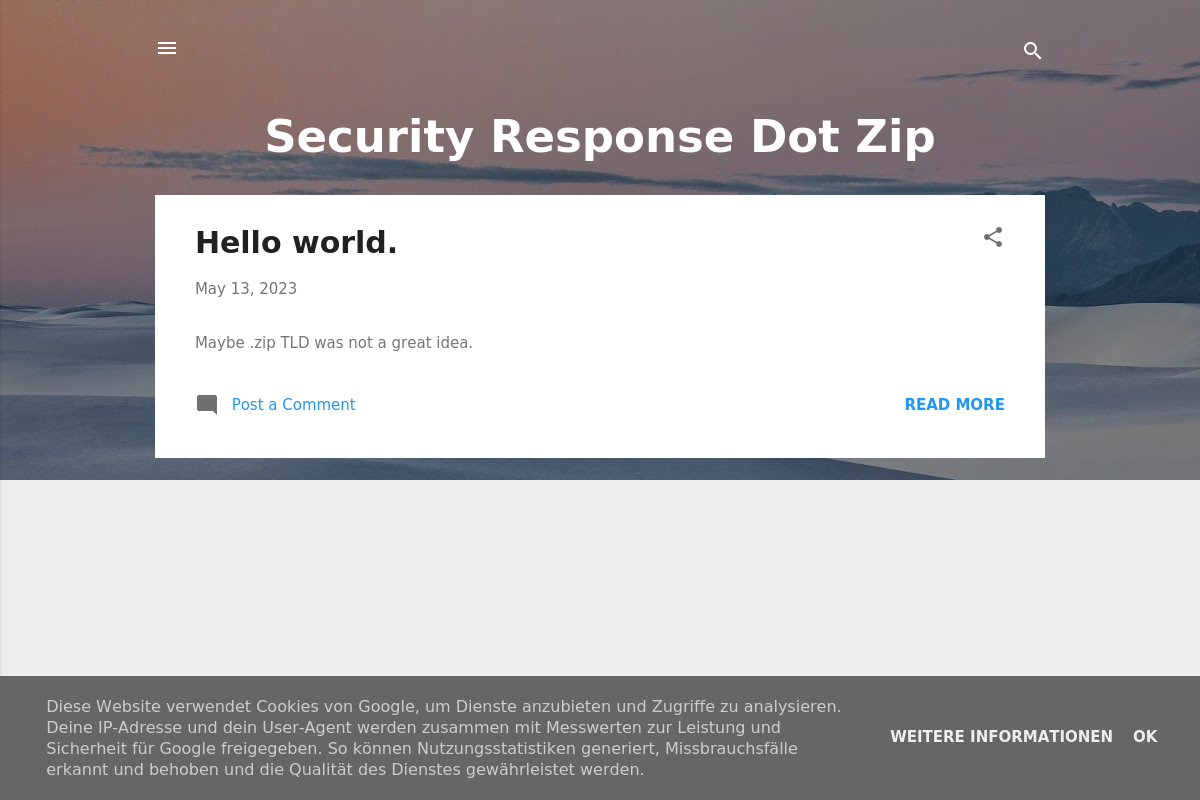 Security Response Dot Zip
Hello world.
May 13, 2023
Maybe .zip TLD was not a great idea.
Post a Comment
READ MORE
Diese Website verwendet Cookies von Google, um Dienste anzubieten und Zugriffe zu analysieren.
Deine IP-Adresse und dein User-Agent werden zusammen mit Messwerten zur Leistung und
Sicherheit für Google freigegeben. So können Nutzungsstatistiken generiert, Missbrauchsfälle
erkannt und behoben und die Qualität des Dienstes gewährleistet werden.
WEITERE INFORMATIONEN
OK